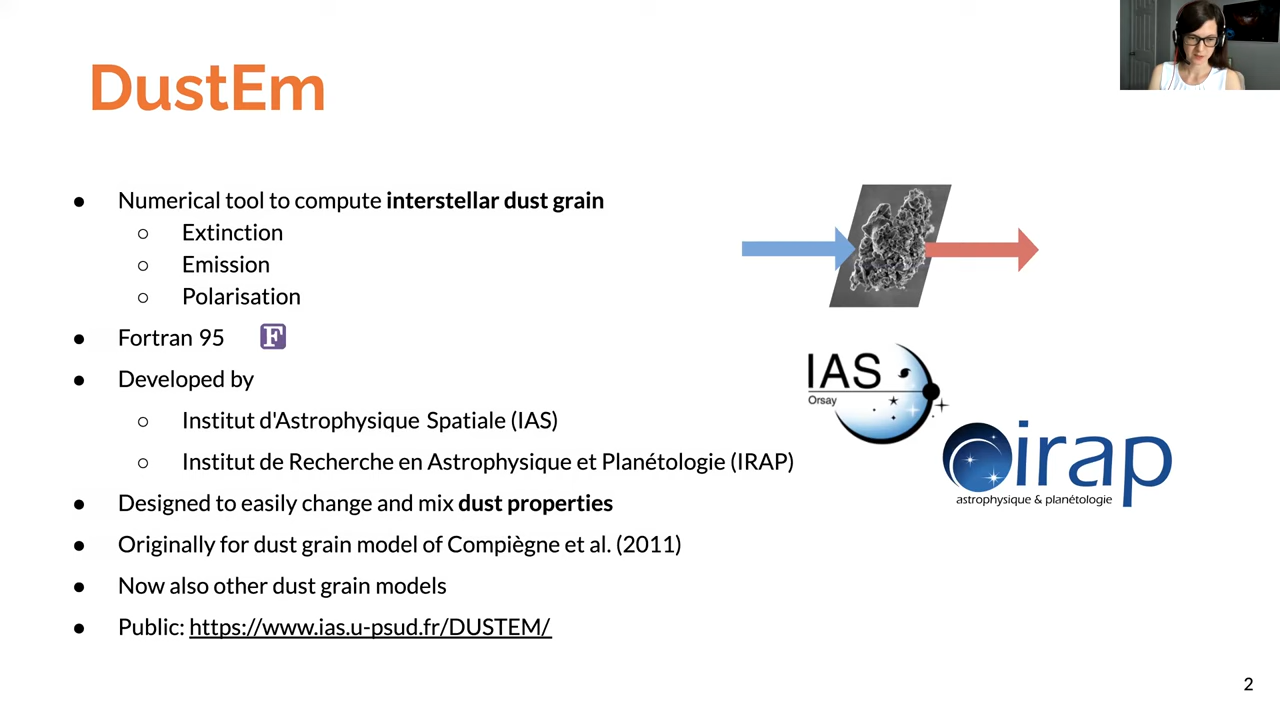 DustEm
● Numerical tool to compute interstellar dust grain
○ Extinction
○ Emission
○ Polarisation
● Fortran 95 F
● Developed by
○ Institut d'Astrophysique Spatiale (IAS)
○ Institut de Recherche en Astrophysique et Planétologie (IRAP)
● Designed to easily change and mix dust properties
● Originally for dust grain model of Compiègne et al. (2011)
● Now also other dust grain models
● Public: https://www.ias.u-psud.fr/DUSTEM/
IAS
Orsay
irap
astrophysique & planétologie
2